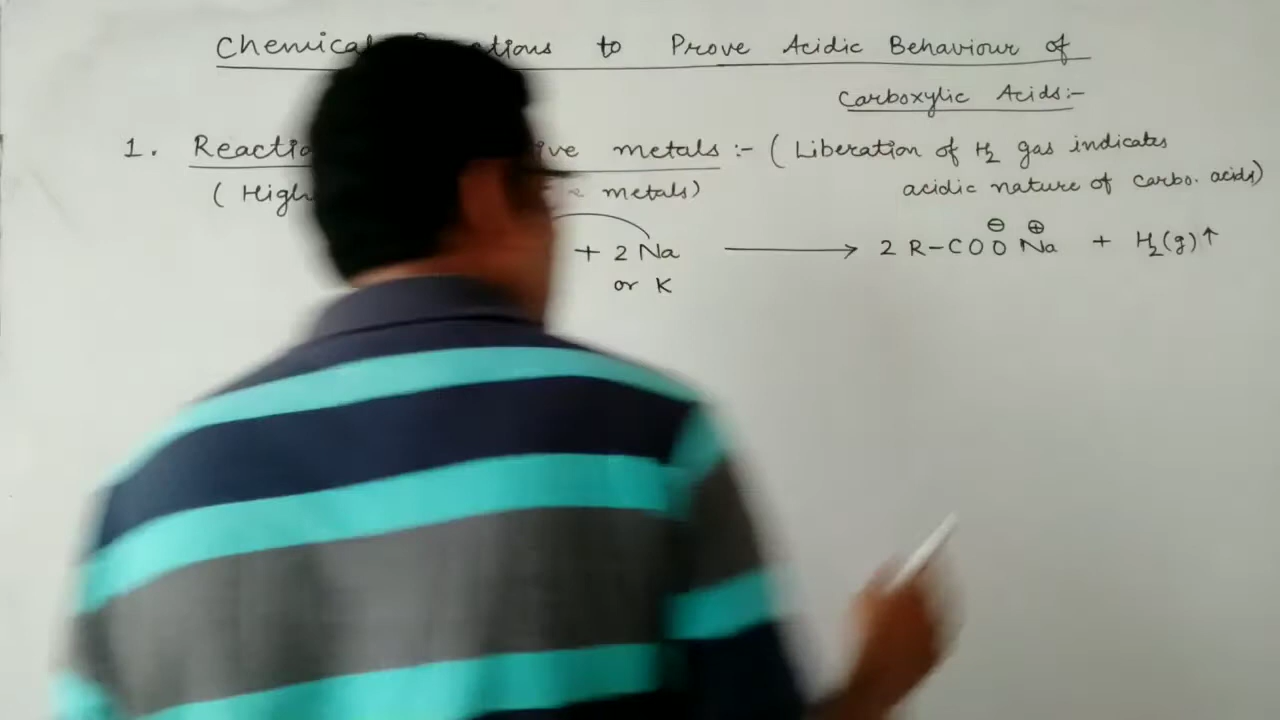 Chemical to Prove Acidic Behaviour of
Carboxylic Acids:-
1. metals :- ( Liberation of H₂ gas indicates
( High metals) acidic nature of carbo. acids)
+ 2 Na ⟶ 2 R-COO⊖ Na⊕ + H₂(g)↑
or K